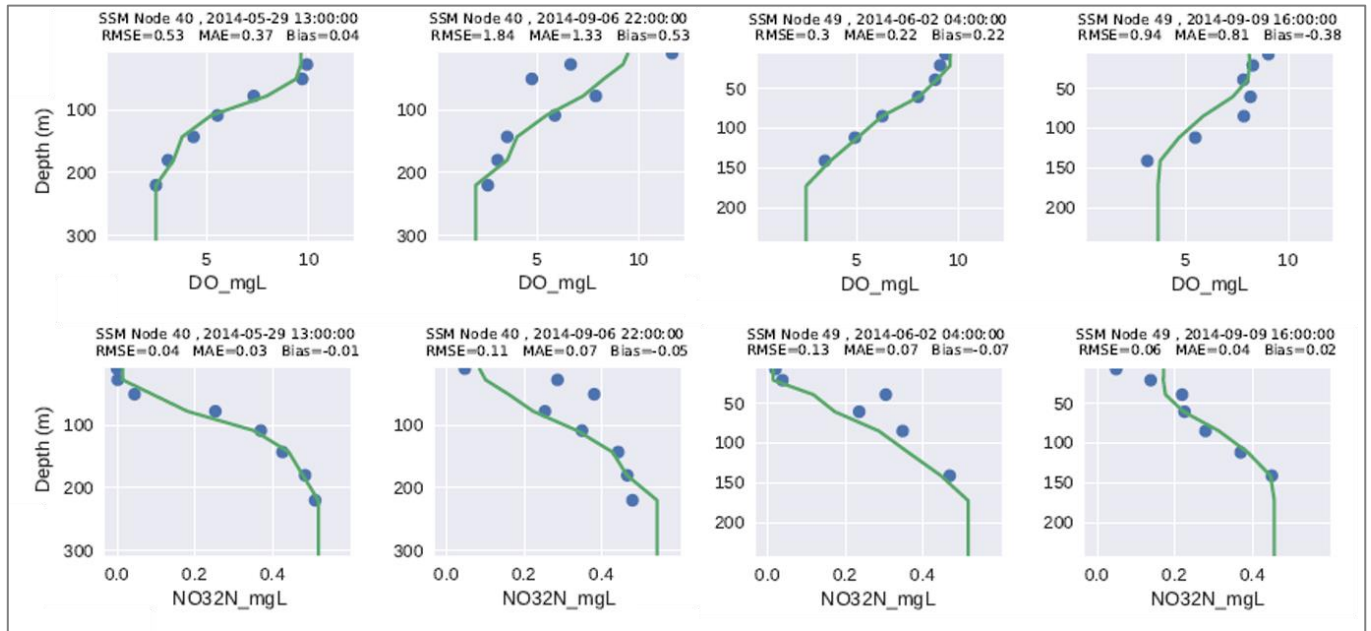 SSM Node 40 , 2014-05-29 13:00:00
RMSE=0.53 MAE=0.37 Bias=0.04
SSM Node 40 , 2014-09-06 22:00:00
RMSE=1.84 MAE=1.33 Bias=0.53
SSM Node 49 , 2014-06-02 04:00:00
RMSE=0.3 MAE=0.22 Bias=0.22
SSM Node 49 , 2014-09-09 16:00:00
RMSE=0.94 MAE=0.81 Bias=-0.38
Depth (m)
100
200
300
5 10
DO_mgL
100
200
300
5 10
DO_mgL
50
100
150
200
5 10
DO_mgL
50
100
150
200
5 10
DO_mgL
SSM Node 40 , 2014-05-29 13:00:00
RMSE=0.04 MAE=0.03 Bias=-0.01
SSM Node 40 , 2014-09-06 22:00:00
RMSE=0.11 MAE=0.07 Bias=-0.05
SSM Node 49 , 2014-06-02 04:00:00
RMSE=0.13 MAE=0.07 Bias=-0.07
SSM Node 49 , 2014-09-09 16:00:00
RMSE=0.06 MAE=0.04 Bias=0.02
Depth (m)
100
200
300
0.0 0.2 0.4
NO32N_mgL
100
200
300
0.0 0.2 0.4
NO32N_mgL
50
100
150
200
0.0 0.2 0.4
NO32N_mgL
50
100
150
200
0.0 0.2 0.4
NO32N_mgL